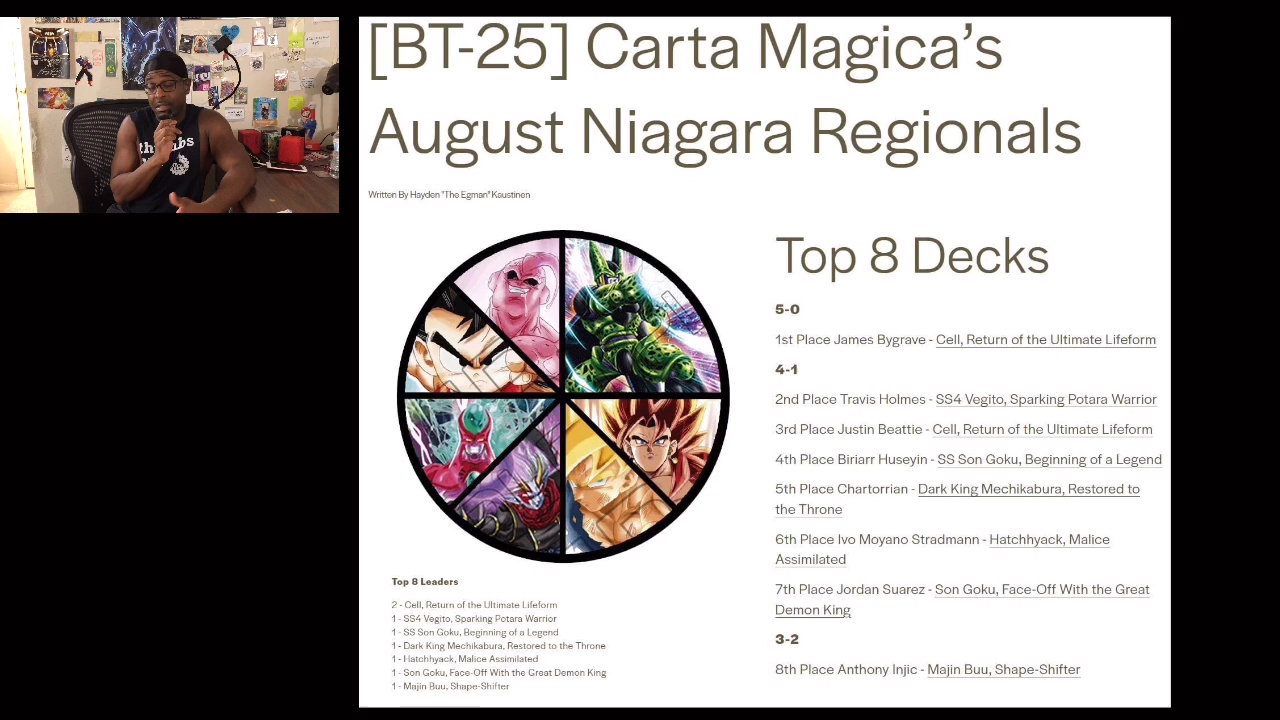 [BT-25] Carta Magica’s
August Niagara Regionals
Written By Hayden "The Egman" Kaustinen
Top 8 Decks
5-0
1st Place James Bygrave - Cell, Return of the Ultimate Lifeform
4-1
2nd Place Travis Holmes - SS4 Vegito, Sparking Potara Warrior
3rd Place Justin Beattie - Cell, Return of the Ultimate Lifeform
4th Place Biriarr Huseyin - SS Son Goku, Beginning of a Legend
5th Place Chartorrian - Dark King Mechikabura, Restored to
the Throne
6th Place Ivo Moyano Stradmann - Hatchhyack, Malice
Assimilated
7th Place Jordan Suarez - Son Goku, Face-Off With the Great
Demon King
3-2
8th Place Anthony Injic - Majin Buu, Shape-Shifter
Top 8 Leaders
2 - Cell, Return of the Ultimate Lifeform
1 - SS4 Vegito, Sparking Potara Warrior
1 - SS Son Goku, Beginning of a Legend
1 - Dark King Mechikabura, Restored to the Throne
1 - Hatchhyack, Malice Assimilated
1 - Son Goku, Face-Off With the Great Demon King
1 - Majin Buu, Shape-Shifter